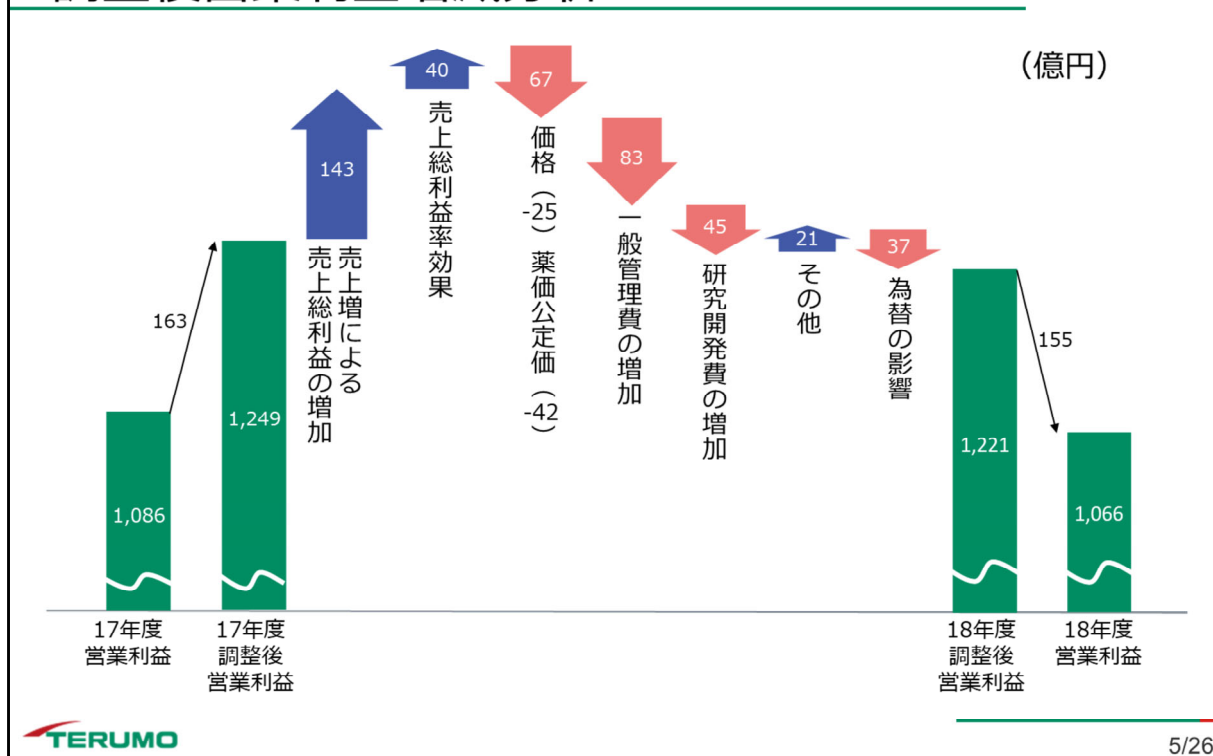 (億円)
40
67
143
83
45
21
37
売上増による
売上総利益の増加
売上総利益率効果
価格(-25)薬価公定価(-42)
一般管理費の増加
研究開発費の増加
その他
為替の影響
163
1,249
1,086
155
1,221
1,066
17年度
営業利益
17年度
調整後
営業利益
18年度
調整後
営業利益
18年度
営業利益
TERUMO
5/26